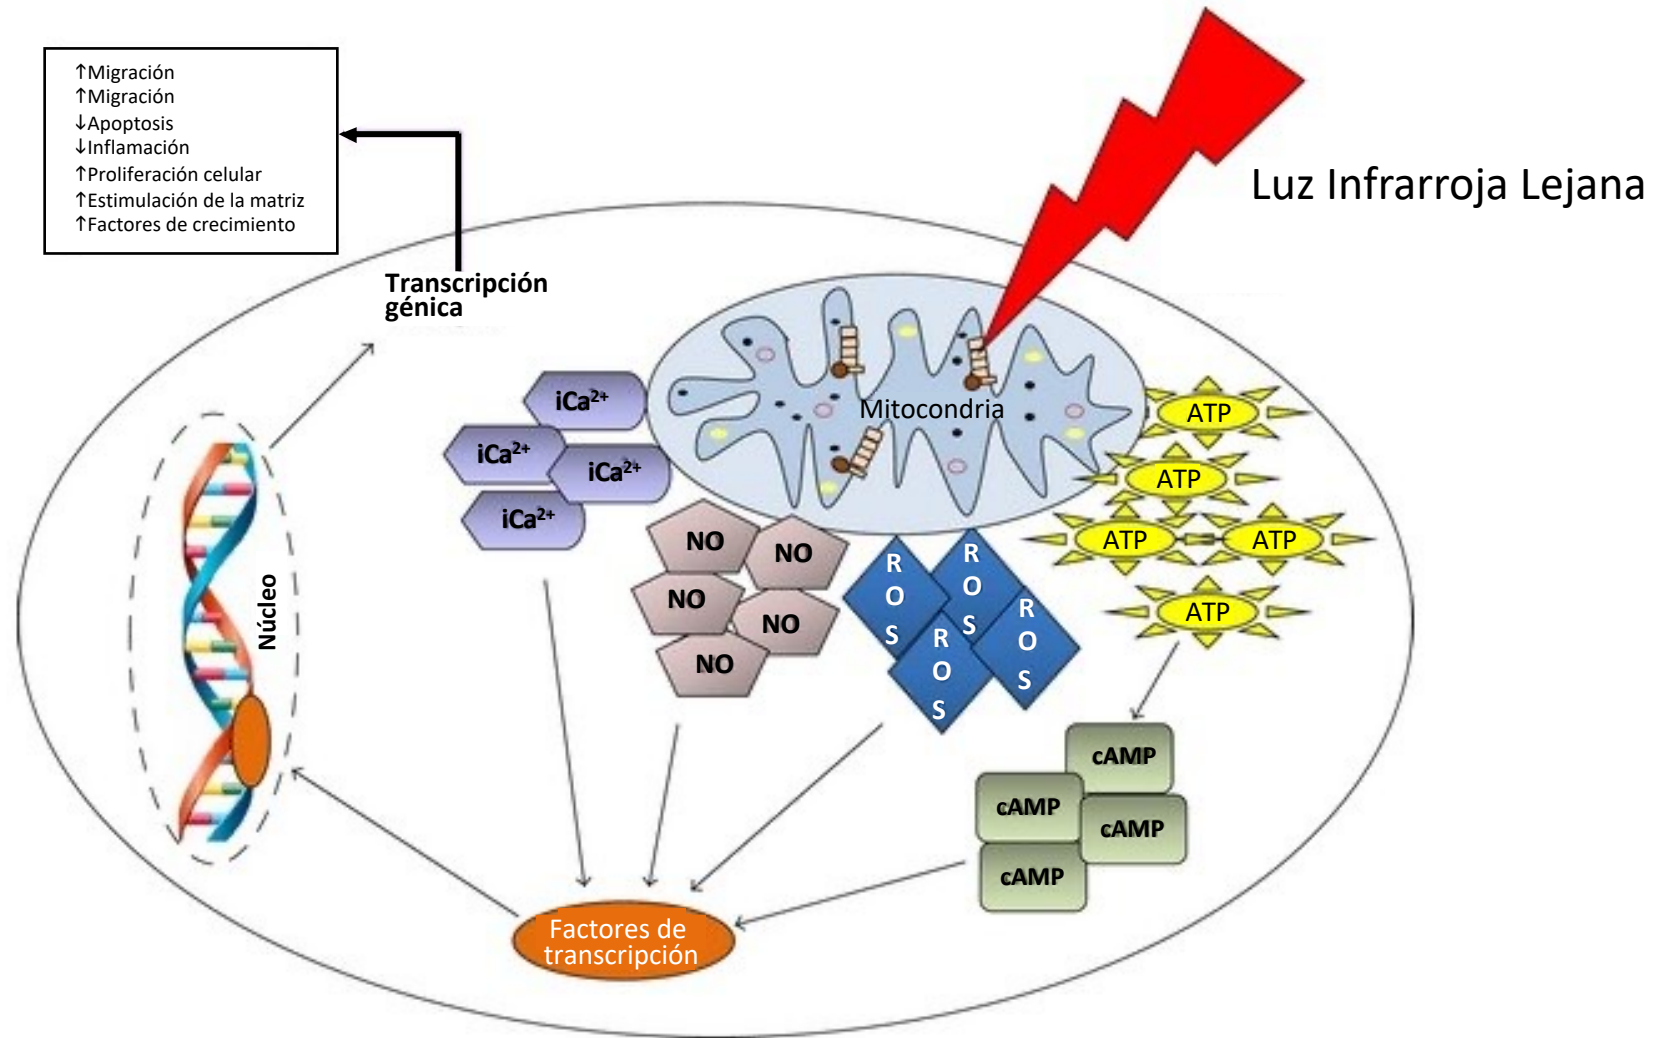 ↑Migración
↑Migración
↓Apoptosis
↓Inflamación
↑Proliferación celular
↑Estimulación de la matriz
↑Factores de crecimiento
Luz Infrarroja Lejana
Transcripción
génica
Mitocondria
iCa²⁺
iCa²⁺
iCa²⁺
iCa²⁺
ATP
ATP
ATP
ATP
ATP
NO
NO
NO
NO
NO
ROS
ROS
ROS
ROS
Núcleo
cAMP
cAMP
cAMP
cAMP
Factores de
transcripción